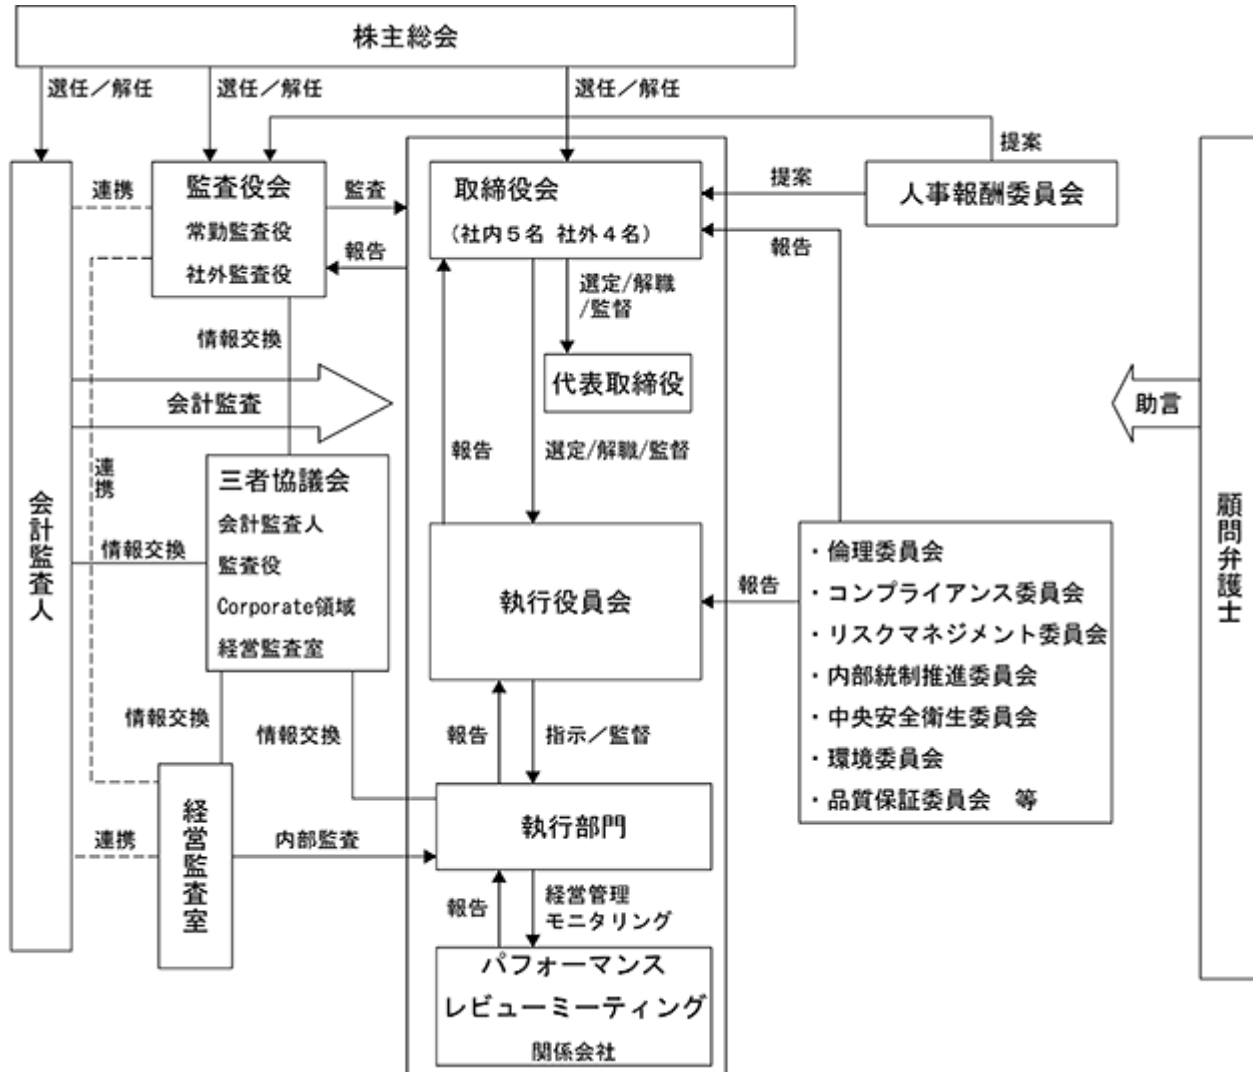 株主総会
選任／解任
選任／解任
選任／解任
提案
監査役会
常勤監査役
社外監査役
連携
監査
報告
取締役会
(社内５名 社外４名)
提案
人事報酬委員会
報告
選定/解職
/監督
情報交換
代表取締役
会計監査
助言
報告
選定/解職/監督
連携
三者協議会
会計監査人
監査役
Corporate領域
経営監査室
会計監査人
情報交換
執行役員会
報告
・倫理委員会
・コンプライアンス委員会
・リスクマネジメント委員会
・内部統制推進委員会
・中央安全衛生委員会
・環境委員会
・品質保証委員会　等
顧問弁護士
情報交換
情報交換
報告
指示／監督
経営監査室
連携
内部監査
執行部門
報告
経営管理
モニタリング
パフォーマンス
レビューミーティング
関係会社